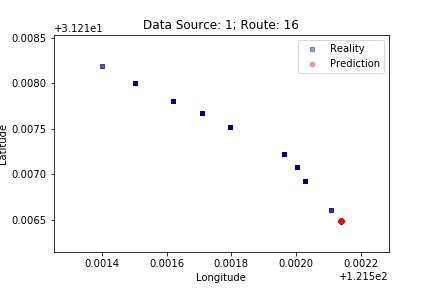 Data Source: 1; Route: 16
+3.121e1
Reality
Prediction
0.0085
0.0080
0.0075
0.0070
0.0065
Latitude
0.0014 0.0016 0.0018 0.0020 0.0022
Longitude
+1.215e2